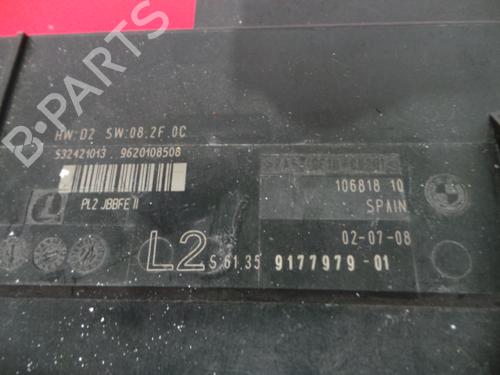 HW:D2 SW:08.2F.0C
S32421013 . 9620108508
PL2 JBBFE II
106818 10
SPAIN
02-07-08
L2 S 61.35 9177979-01
B-PARTS